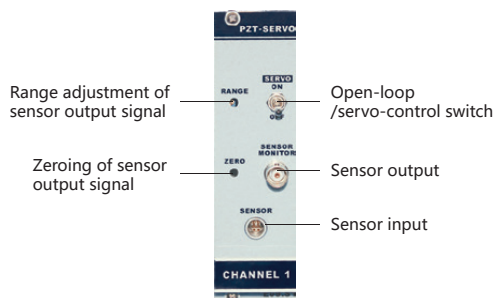 PZT-SERVO
Range adjustment of
sensor output signal
RANGE
SERVO
ON
OFF
Open-loop
/servo-control switch
Zeroing of sensor
output signal
ZERO
SENSOR
MONITOR
Sensor output
SENSOR
Sensor input
CHANNEL 1